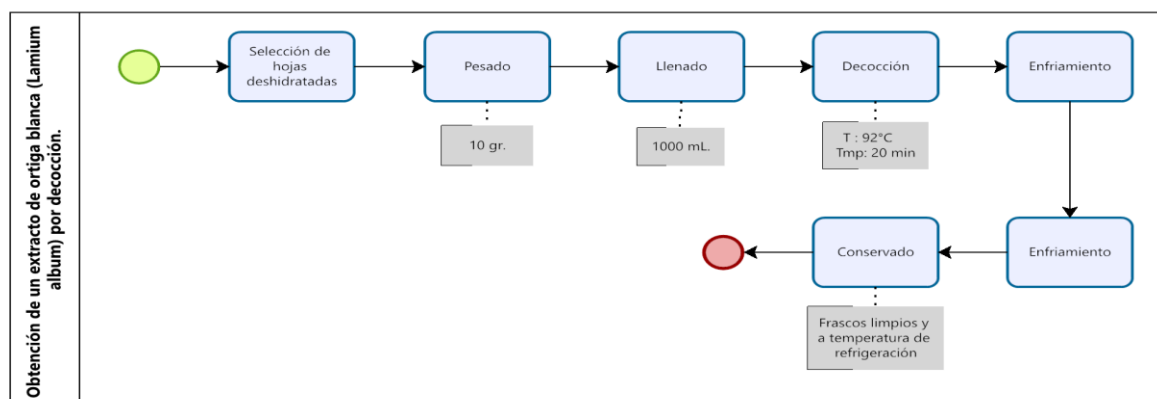 Obtención de un extracto de ortiga blanca (Lamium
album) por decocción.
Selección de
hojas
deshidratadas
Pesado
Llenado
Decocción
Enfriamiento
10 gr.
1000 mL.
T : 92°C
Tmp: 20 min
Conservado
Enfriamiento
Frascos limpios y
a temperatura de
refrigeración